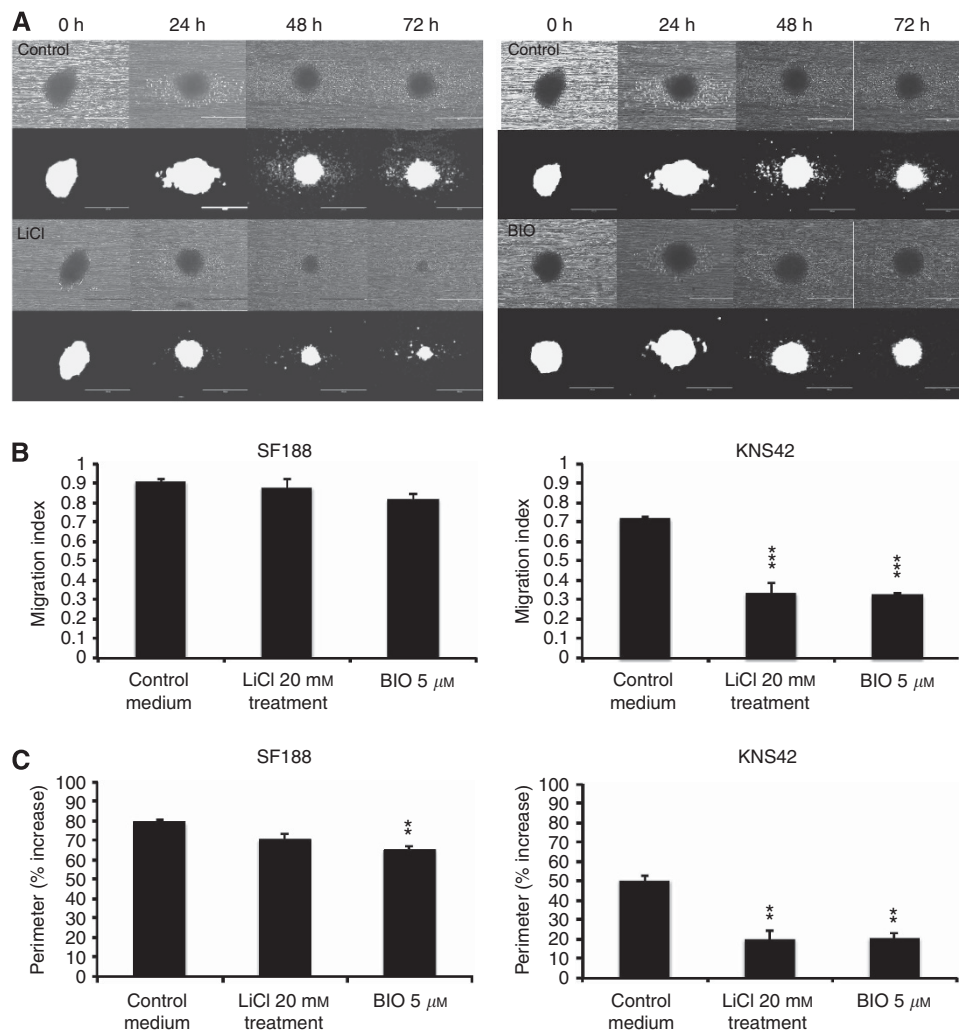 A
0 h 24 h 48 h 72 h
0 h 24 h 48 h 72 h
Control
Control
LiCl
BIO
B
SF188
Migration index
1
0.9
0.8
0.7
0.6
0.5
0.4
0.3
0.2
0.1
0
Control medium
LiCl 20 mM treatment
BIO 5 μM
KNS42
Migration index
1
0.9
0.8
0.7
0.6
0.5
0.4
0.3
0.2
0.1
0
***
***
Control medium
LiCl 20 mM treatment
BIO 5 μM
C
SF188
Perimeter (% increase)
100
90
80
70
60
50
40
30
20
10
0
**
Control medium
LiCl 20 mM treatment
BIO 5 μM
KNS42
Perimeter (% increase)
100
90
80
70
60
50
40
30
20
10
0
**
**
Control medium
LiCl 20 mM treatment
BIO 5 μM